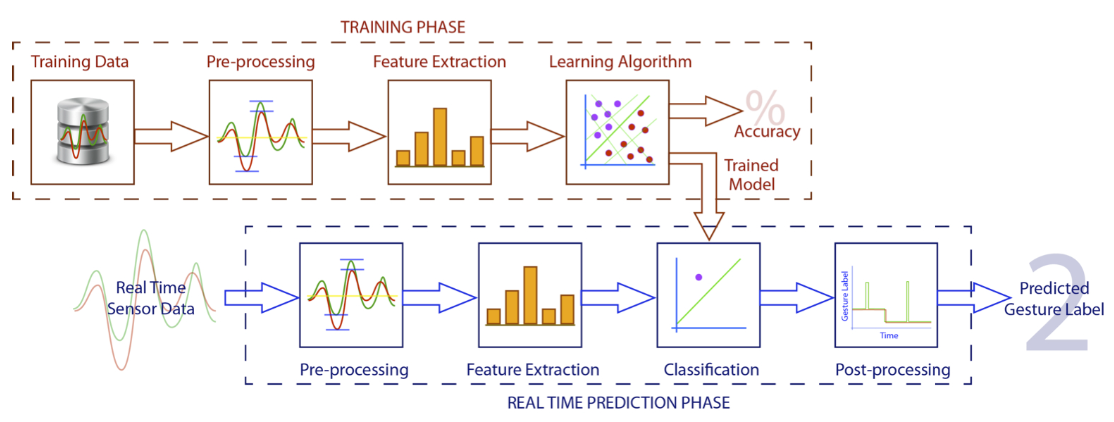 TRAINING PHASE
Training Data
Pre-processing
Feature Extraction
Learning Algorithm
%
Accuracy
Trained
Model
Real Time
Sensor Data
Gesture Label
Time
2
Predicted
Gesture Label
Pre-processing
Feature Extraction
Classification
Post-processing
REAL TIME PREDICTION PHASE